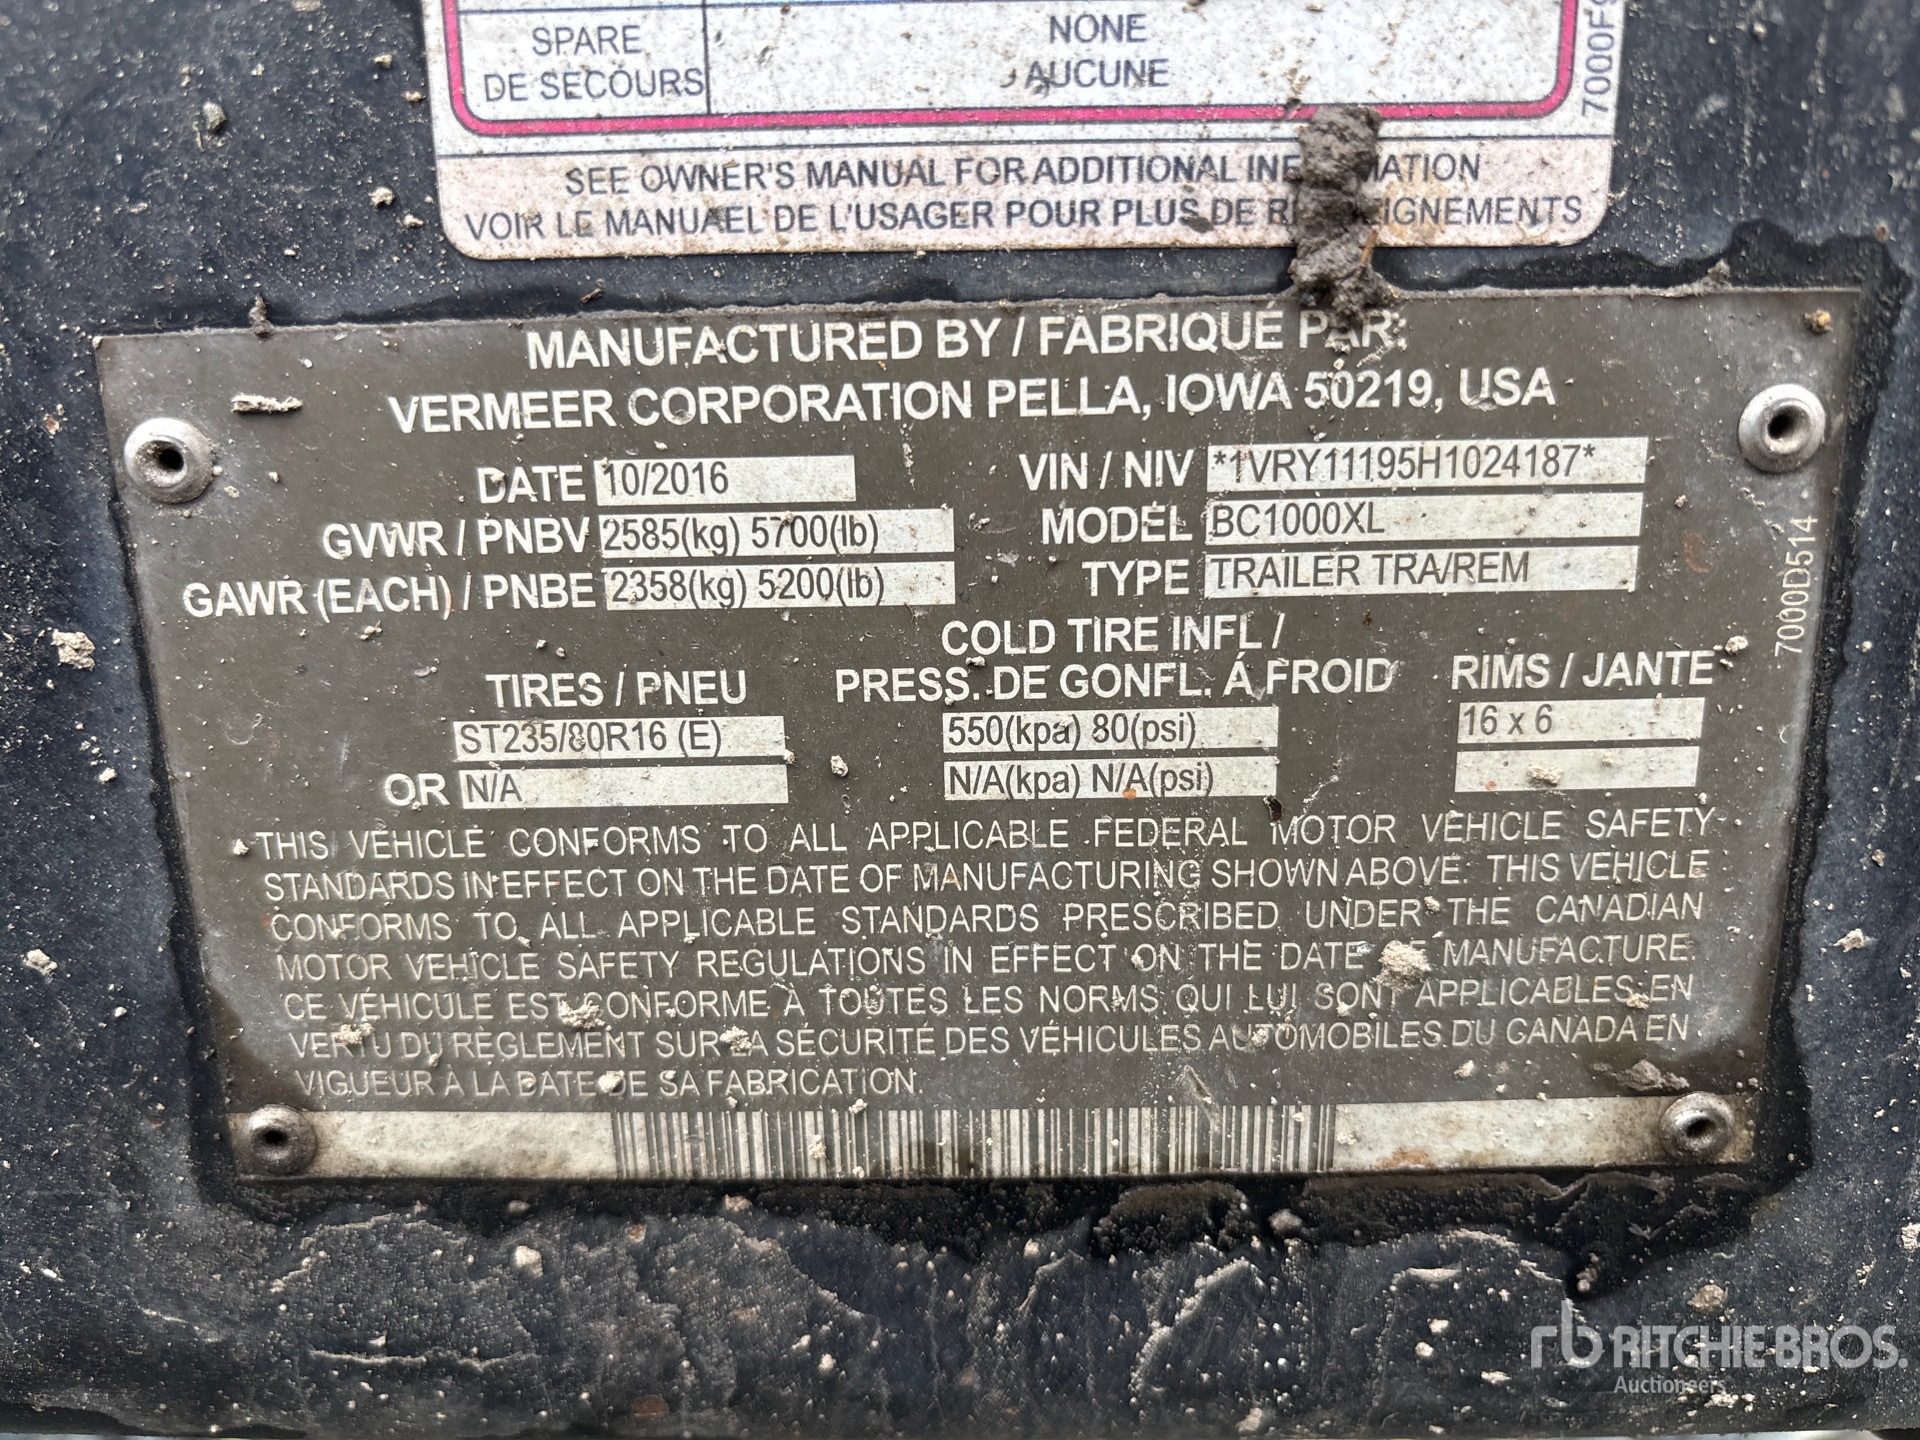 SPARE NONE
DE SECOURS AUCUNE
7000F9
SEE OWNER'S MANUAL FOR ADDITIONAL
VOIR LE MANUAEL DE L'USAGER POUR PLUS DE
MANUFACTURED BY / FABRIQUÉ PAR:
VERMEER CORPORATION PELLA, IOWA 50219, USA
DATE 10/2016 VIN / NIV *1VRY11195H1024187*
GVWR / PNBV 2585(kg) 5700(lb) MODEL BC1000XL
GAWR (EACH) / PNBE 2358(kg) 5200(lb) TYPE TRAILER TRA/REM
7000D514
COLD TIRE INFL /
TIRES / PNEU PRESS. DE GONFL. Á FROID RIMS / JANTE
ST235/80R16 (E) 550(kpa) 80(psi) 16 x 6
OR N/A N/A(kpa) N/A(psi)
THIS VEHICLE CONFORMS TO ALL APPLICABLE FEDERAL MOTOR VEHICLE SAFETY
STANDARDS IN EFFECT ON THE DATE OF MANUFACTURING SHOWN ABOVE. THIS VEHICLE
CONFORMS TO ALL APPLICABLE STANDARDS PRESCRIBED UNDER THE CANADIAN
MOTOR VEHICLE SAFETY REGULATIONS IN EFFECT ON THE DATE OF MANUFACTURE.
CE VÉHICULE EST CONFORME À TOUTES LES NORMS QUI LUI SONT APPLICABLES EN
VERTU DU RÈGLEMENT SUR LA SÉCURITÉ DES VÉHICULES AUTOMOBILES DU CANADA EN
VIGUEUR À LA DATE DE SA FABRICATION.
rb RITCHIE BROS.
Auctioneers